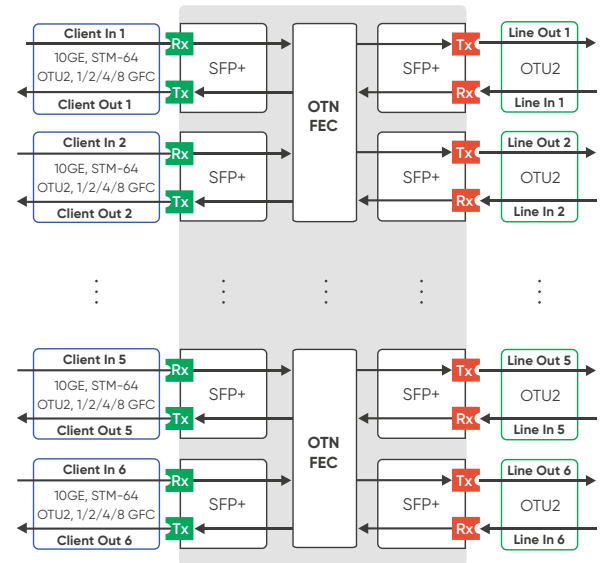 Client In 1
10GE, STM-64
OTU2, 1/2/4/8 GFC
Client Out 1
Rx
Tx
SFP+
OTN
FEC
SFP+
Tx
Rx
Line Out 1
OTU2
Line In 1
Client In 2
10GE, STM-64
OTU2, 1/2/4/8 GFC
Client Out 2
Rx
Tx
SFP+
SFP+
Tx
Rx
Line Out 2
OTU2
Line In 2
Client In 5
10GE, STM-64
OTU2, 1/2/4/8 GFC
Client Out 5
Rx
Tx
SFP+
OTN
FEC
SFP+
Tx
Rx
Line Out 5
OTU2
Line In 5
Client In 6
10GE, STM-64
OTU2, 1/2/4/8 GFC
Client Out 6
Rx
Tx
SFP+
SFP+
Tx
Rx
Line Out 6
OTU2
Line In 6